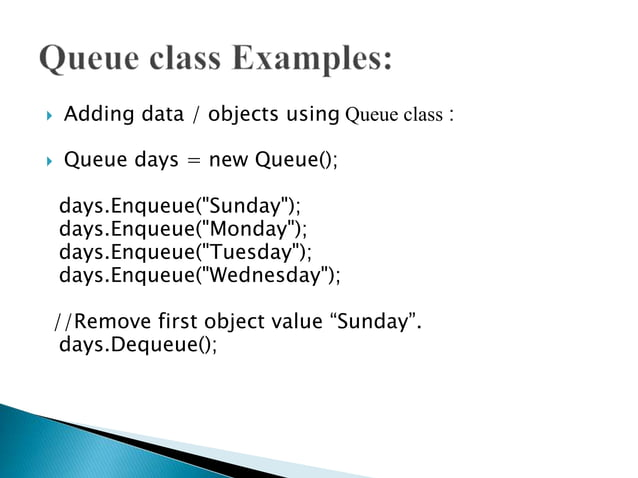 Queue class Examples:
Adding data / objects using Queue class :
Queue days = new Queue();
days.Enqueue("Sunday");
days.Enqueue("Monday");
days.Enqueue("Tuesday");
days.Enqueue("Wednesday");
//Remove first object value “Sunday”.
days.Dequeue();